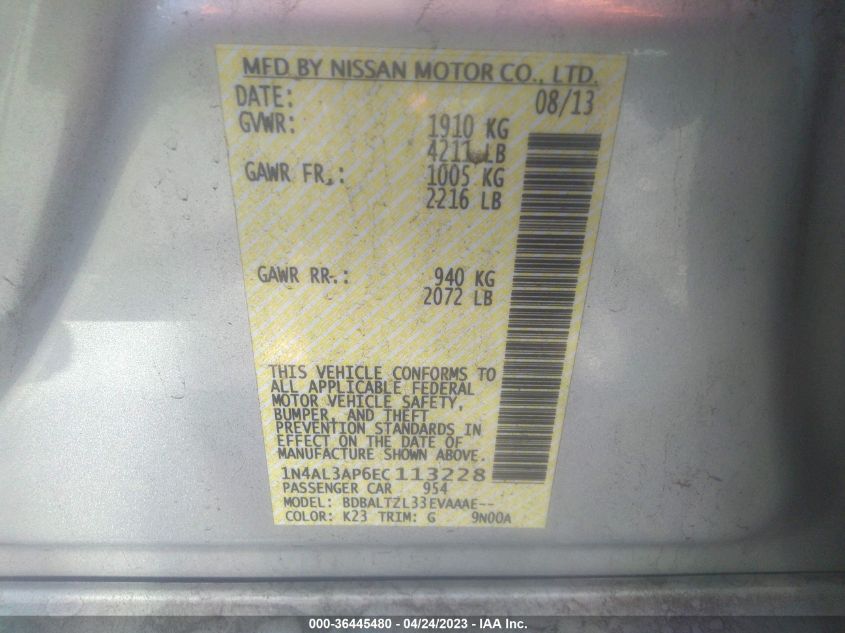 MFD BY NISSAN MOTOR CO., LTD.
DATE: 08/13
GVWR: 1910 KG
4211 LB
GAWR FR.: 1005 KG
2216 LB
GAWR RR.: 940 KG
2072 LB
THIS VEHICLE CONFORMS TO
ALL APPLICABLE FEDERAL
MOTOR VEHICLE SAFETY,
BUMPER, AND THEFT
PREVENTION STANDARDS IN
EFFECT ON THE DATE OF
MANUFACTURE SHOWN ABOVE.
1N4AL3AP6EC113228
PASSENGER CAR 954
MODEL: BDBALTZL33EVAAAE--
COLOR: K23 TRIM: G 9N00A
000-36445480 - 04/24/2023 - IAA Inc.